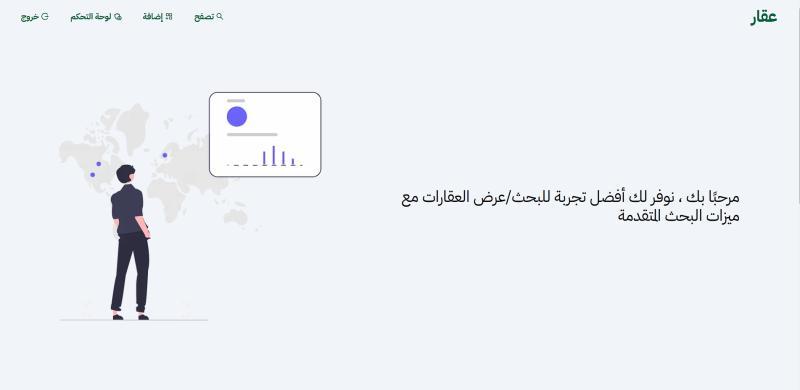 عقار
تصفح
إضافة
لوحة التحكم
خروج
مرحبًا بك ، نوفر لك أفضل تجربة للبحث/عرض العقارات مع
ميزات البحث المتقدمة